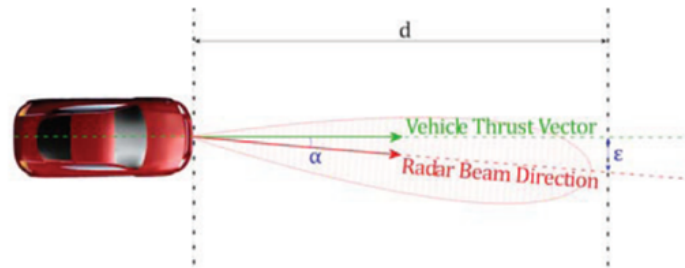 d
Vehicle Thrust Vector
α
Radar Beam Direction
ε